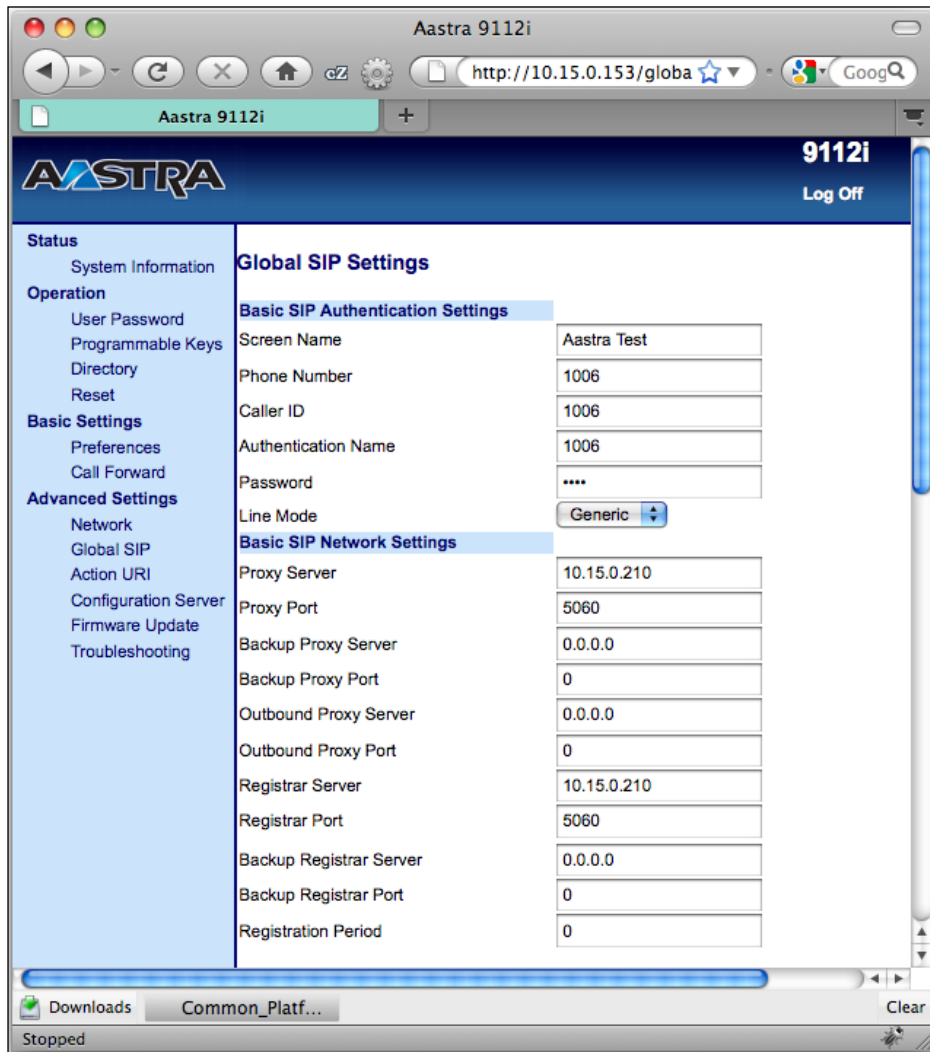 Aastra 9112i
http://10.15.0.153/globa
Goog
Aastra 9112i
+
AASTRA
9112i
Log Off
Status
System Information
Operation
User Password
Programmable Keys
Directory
Reset
Basic Settings
Preferences
Call Forward
Advanced Settings
Network
Global SIP
Action URI
Configuration Server
Firmware Update
Troubleshooting
Global SIP Settings
Basic SIP Authentication Settings
Screen Name Aastra Test
Phone Number 1006
Caller ID 1006
Authentication Name 1006
Password ••••
Line Mode Generic
Basic SIP Network Settings
Proxy Server 10.15.0.210
Proxy Port 5060
Backup Proxy Server 0.0.0.0
Backup Proxy Port 0
Outbound Proxy Server 0.0.0.0
Outbound Proxy Port 0
Registrar Server 10.15.0.210
Registrar Port 5060
Backup Registrar Server 0.0.0.0
Backup Registrar Port 0
Registration Period 0
Downloads Common_Platf... Clear
Stopped